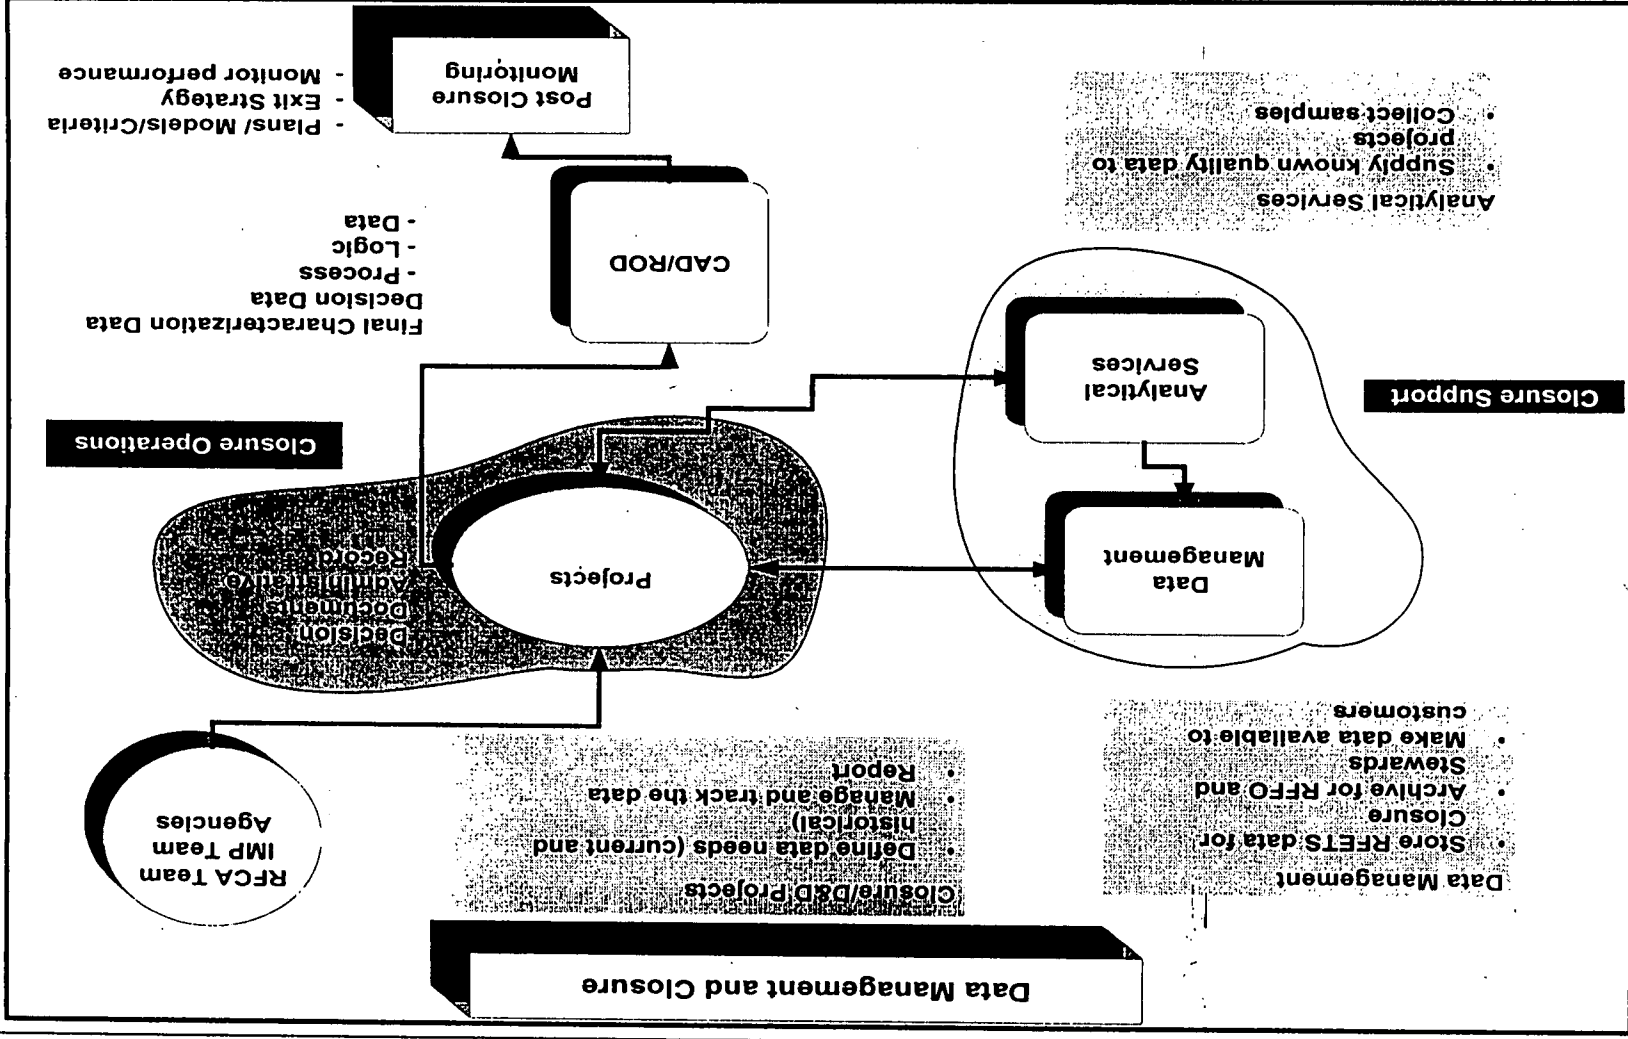 Data Management and Closure
Data Management
• Store RFETS data for
Closure
• Archive for RFFO and
Stewards
• Make data available to
customers
Closure/D&D Projects
• Define data needs (current and
historical)
• Manage and track the data
• Report
RFCA Team
IMP Team
Agencies
Data
Management
Projects
Decision
Documents
Administrative
Record
Closure Support
Analytical
Services
Closure Operations
CAD/ROD
Final Characterization Data
Decision Data
- Process
- Logic
- Data
Analytical Services
• Supply known quality data to
projects
• Collect samples
Post Closure
Monitoring
- Plans/ Models/Criteria
- Exit Strategy
- Monitor performance